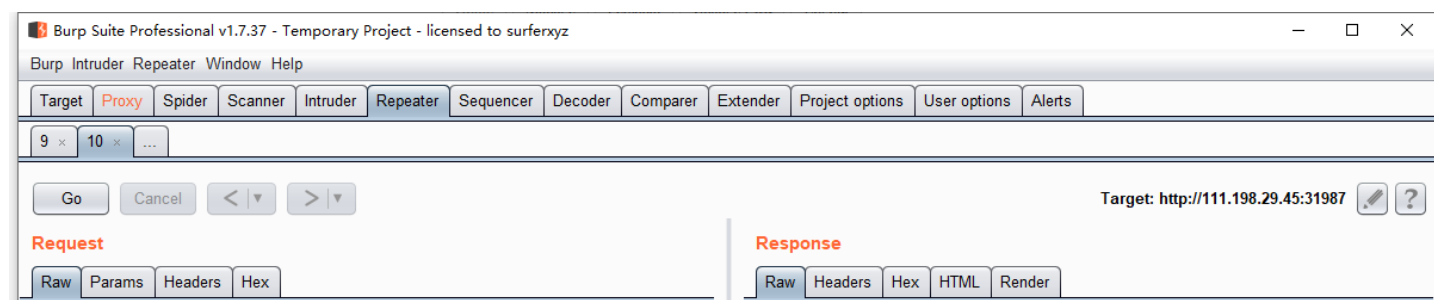 Burp Suite Professional v1.7.37 - Temporary Project - licensed to surferxyz
Burp Intruder Repeater Window Help
Target Proxy Spider Scanner Intruder Repeater Sequencer Decoder Comparer Extender Project options User options Alerts
9 × 10 × ...
Go Cancel < > Target: http://111.198.29.45:31987 ?
Request Response
Raw Params Headers Hex Raw Headers Hex HTML Render